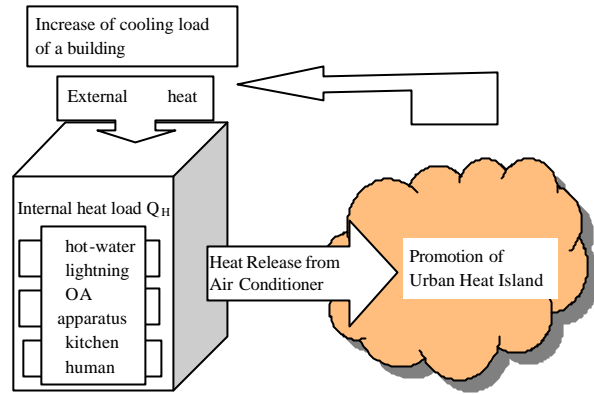 Increase of cooling load
of a building
External heat
Internal heat load QH
hot-water
lightning
OA
apparatus
kitchen
human
Heat Release from
Air Conditioner
Promotion of
Urban Heat Island